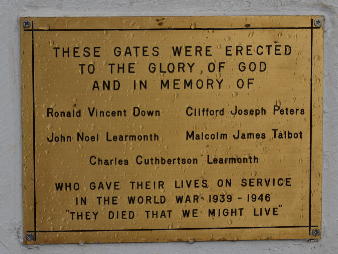 THESE GATES WERE ERECTED
TO THE GLORY OF GOD
AND IN MEMORY OF
Ronald Vincent Down Clifford Joseph Peters
John Noel Learmonth Malcolm James Talbot
Charles Cuthbertson Learmonth
WHO GAVE THEIR LIVES ON SERVICE
IN THE WORLD WAR 1939-1946
"THEY DIED THAT WE MIGHT LIVE"